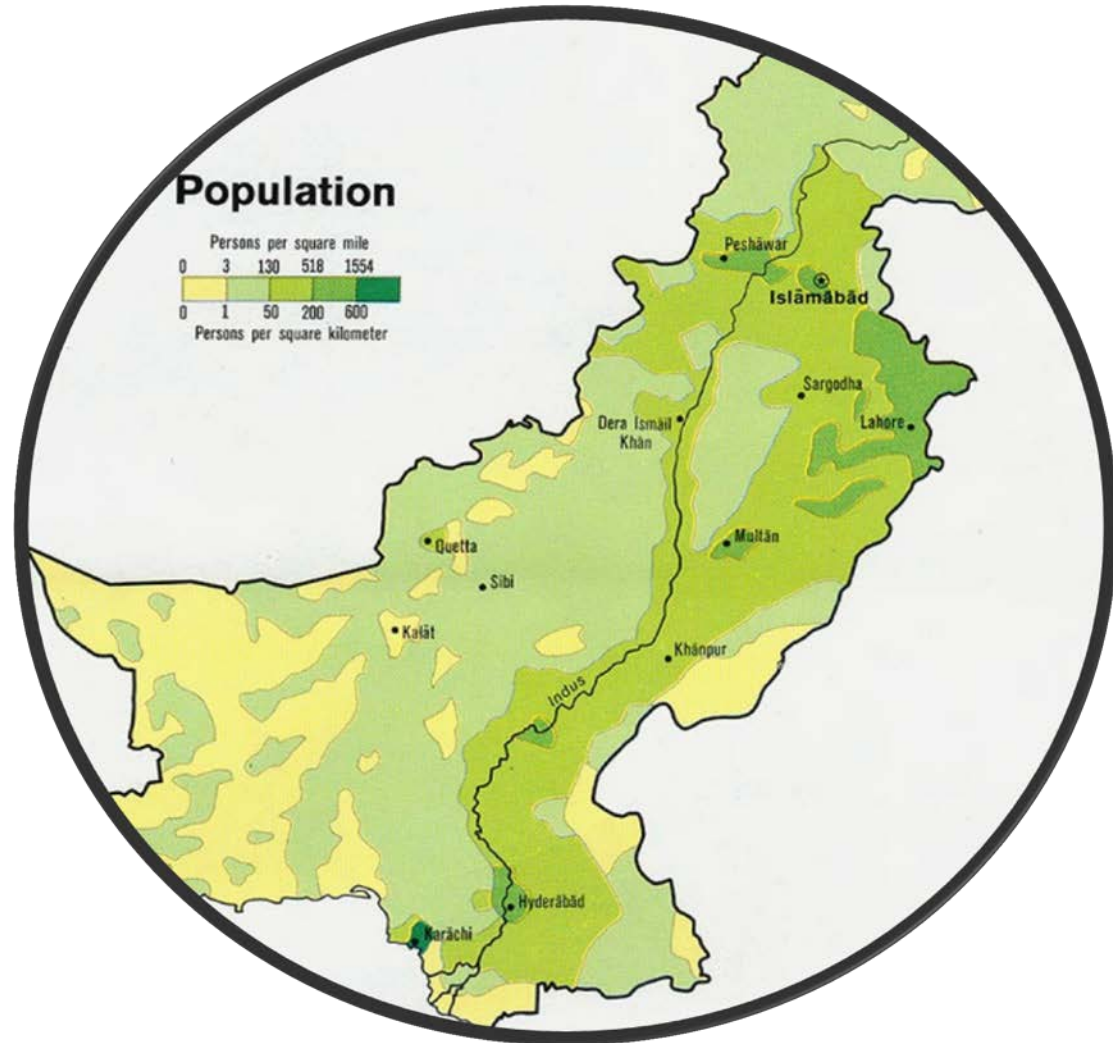 Population
Persons per square mile
0 3 130 518 1554
0 1 50 200 600
Persons per square kilometer
Peshāwar
Islāmābād
Sargodha
Dera Ismāīl
Khān
Lahore
Quetta
Multān
Sibi
Kalāt
Khānpur
Indus
Hyderābād
Karāchi